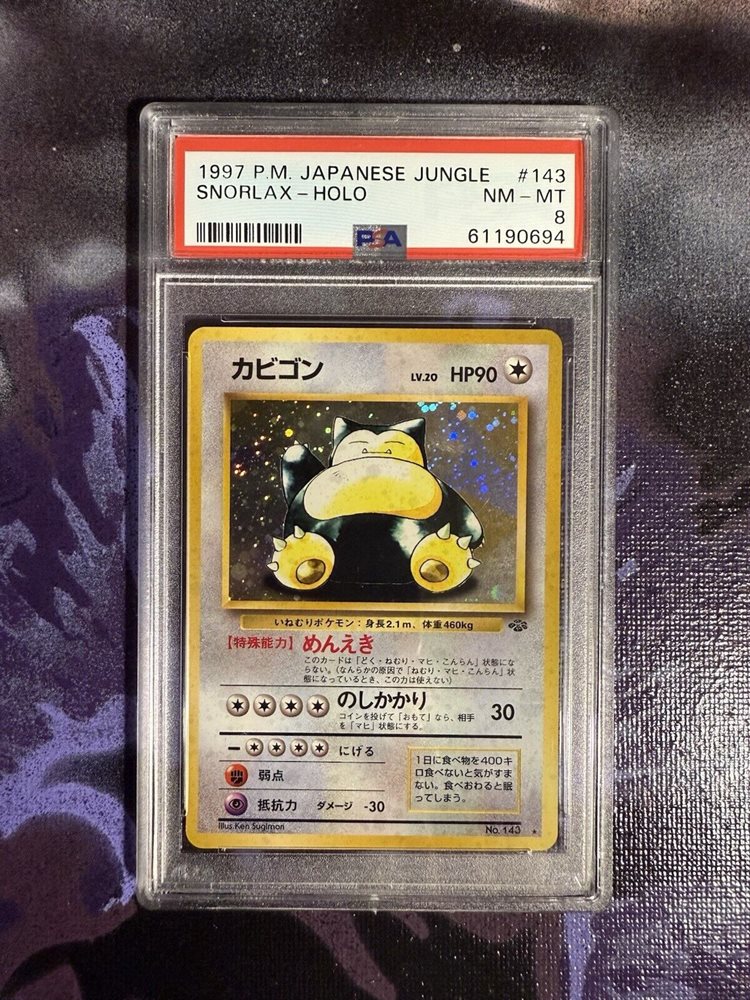 1997 P.M. JAPANESE JUNGLE #143
SNORLAX - HOLO NM - MT
8
PSA 61190694
カビゴン LV.20 HP90
いねむりポケモン：身長2.1m、体重460kg
【特殊能力】めんえき
このカードは「どく・ねむり・マヒ・こんらん」状態にな
らない。(なんらかの原因で「ねむり・マヒ・こんらん」状
態になっているとき、この力は使えない)
のしかかり 30
コインを投げて「おもて」なら、相手
を「マヒ」状態にする。
にげる
弱点
抵抗力 ダメージ -30
1日に食べ物を400キ
ロ食べないと気がすま
ない。食べおわると眠
ってしまう。
Illus.Ken Sugimori No. 143